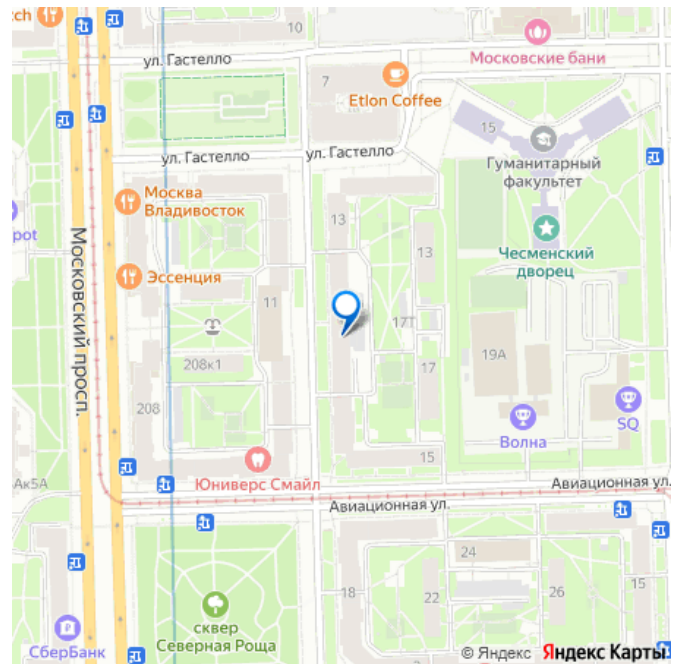 ch
10
ул. Гастелло
Московские бани
7
Etlon Coffee
15
ул. Гастелло
ул. Гастелло
Гуманитарный
факультет
Москва
Владивосток
13
13
pot
Чесменский
дворец
Эссенция
Московский просп.
11
17Т
19А
208к1
17
208
SQ
Волна
15
Юниверс Смайл
Ак5А
Авиационная ул.
Авиационная ул.
24
18
22
26
15
сквер
Северная Роща
СберБанк
© Яндекс Яндекс Карты